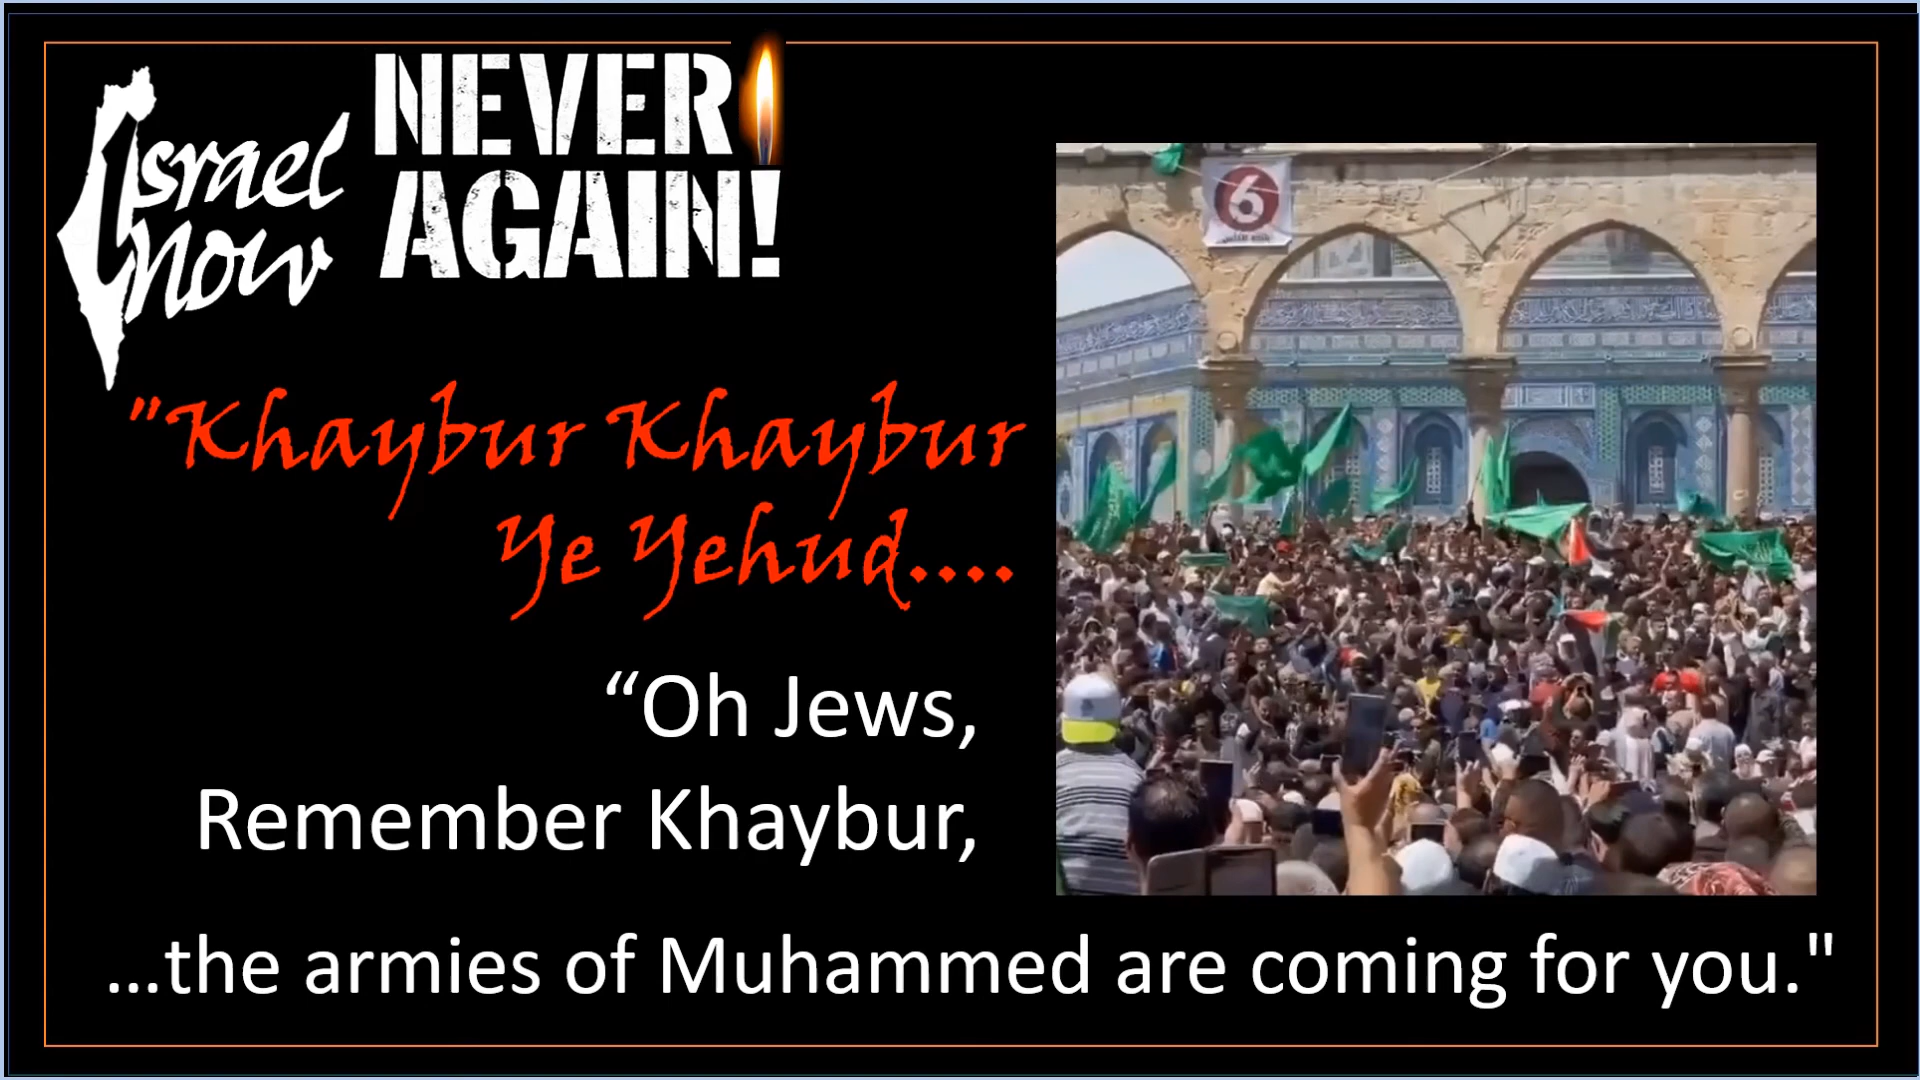 Israel
Now
NEVER
AGAIN!
"Khaybur Khaybur
Ye Yehud....
“Oh Jews,
Remember Khaybur,
...the armies of Muhammed are coming for you."
6